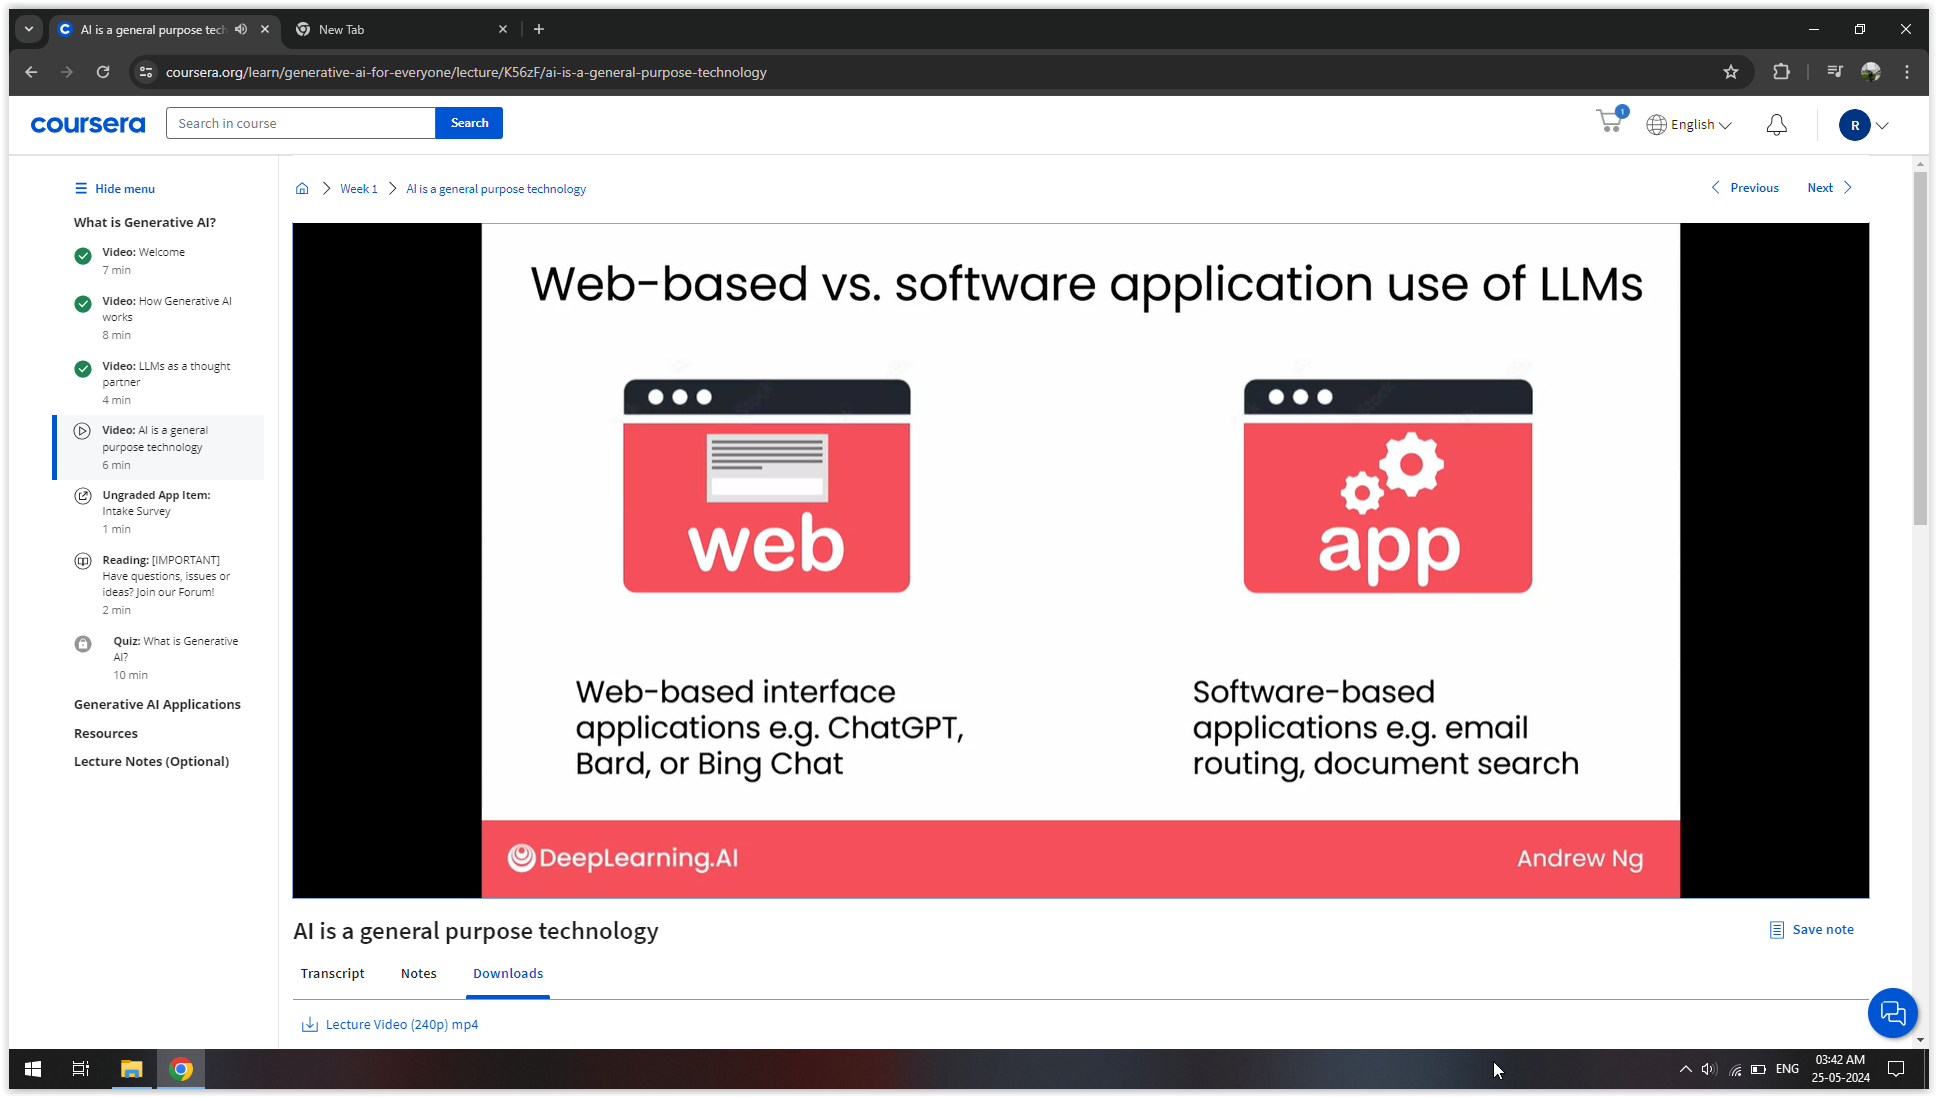 AI is a general purpose tech
New Tab
coursera.org/learn/generative-ai-for-everyone/lecture/K56zF/ai-is-a-general-purpose-technology
coursera
Search in course
Search
1
English
R
Hide menu
Week 1
AI is a general purpose technology
Previous
Next
What is Generative AI?
Video: Welcome
7 min
Video: How Generative AI
works
8 min
Video: LLMs as a thought
partner
4 min
Video: AI is a general
purpose technology
6 min
Ungraded App Item:
Intake Survey
1 min
Reading: [IMPORTANT]
Have questions, issues or
ideas? Join our Forum!
2 min
Quiz: What is Generative
AI?
10 min
Generative AI Applications
Resources
Lecture Notes (Optional)
Web-based vs. software application use of LLMs
web
app
Web-based interface
applications e.g. ChatGPT,
Bard, or Bing Chat
Software-based
applications e.g. email
routing, document search
DeepLearning.AI
Andrew Ng
AI is a general purpose technology
Save note
Transcript
Notes
Downloads
Lecture Video (240p) mp4
ENG
03:42 AM
25-05-2024